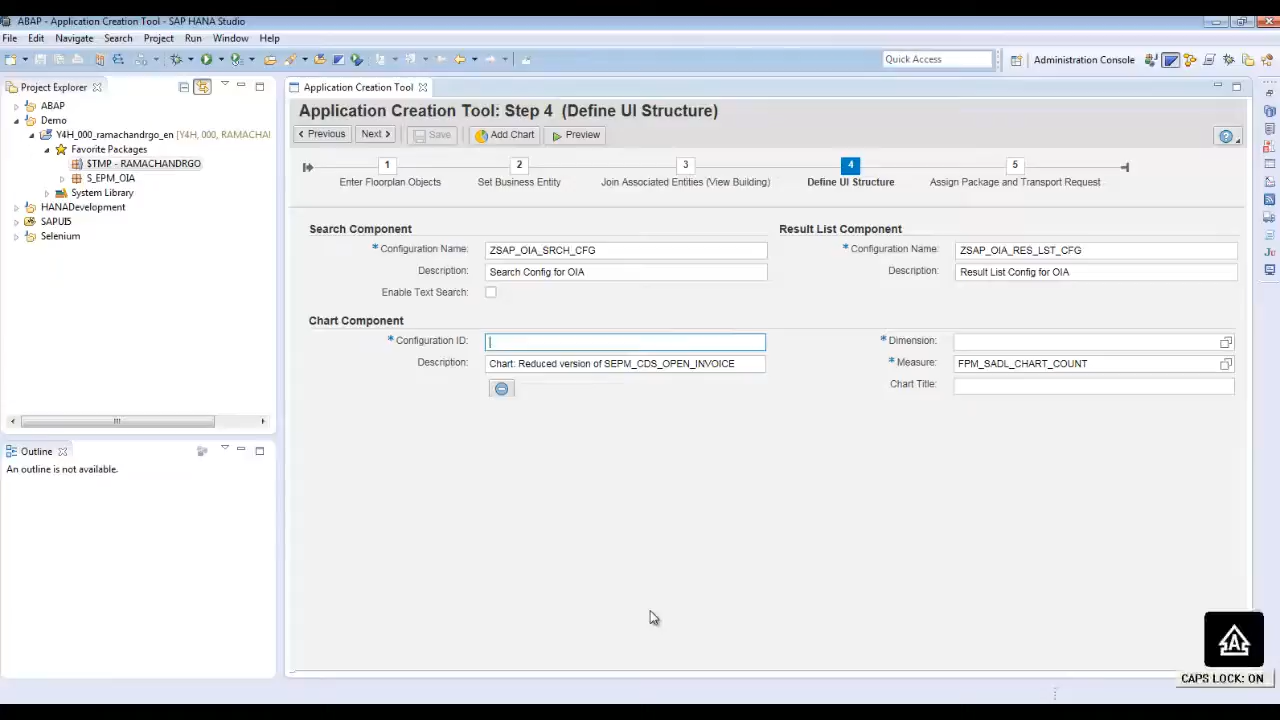 ABAP - Application Creation Tool - SAP HANA Studio
File Edit Navigate Search Project Run Window Help
Quick Access
Administration Console
Project Explorer
ABAP
Demo
Y4H_000_ramachandrgo_en [Y4H, 000, RAMACHAI
Favorite Packages
$TMP - RAMACHANDRGO
S_EPM_OIA
System Library
HANADevelopment
SAPUI5
Selenium
Outline
An outline is not available.
Application Creation Tool
Application Creation Tool: Step 4 (Define UI Structure)
Previous Next Save Add Chart Preview
1 2 3 4 5
Enter Floorplan Objects Set Business Entity Join Associated Entities (View Building) Define UI Structure Assign Package and Transport Request
Search Component
* Configuration Name: ZSAP_OIA_SRCH_CFG
Description: Search Config for OIA
Enable Text Search:
Result List Component
* Configuration Name: ZSAP_OIA_RES_LST_CFG
Description: Result List Config for OIA
Chart Component
* Configuration ID:
Description: Chart: Reduced version of SEPM_CDS_OPEN_INVOICE
* Dimension:
* Measure: FPM_SADL_CHART_COUNT
Chart Title:
Ju
A
CAPS LOCK: ON